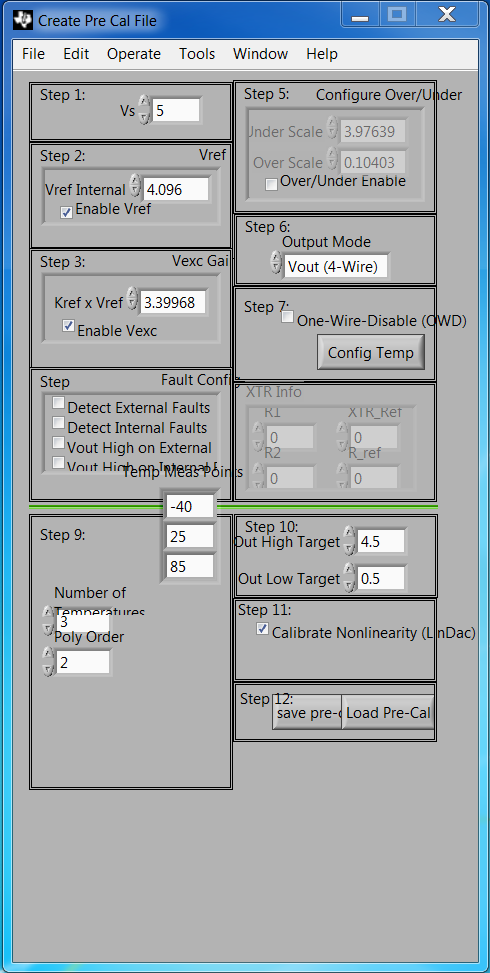 Create Pre Cal File
File Edit Operate Tools Window Help
Step 1:
Vs 5
Step 2: Vref
Vref Internal 4.096
Enable Vref
Step 3: Vexc Gai
Kref x Vref 3.39968
Enable Vexc
Step Fault Confi
Detect External Faults
Detect Internal Faults
Vout High on External
Vout High on Internal
Temp Meas Points
-40
25
85
Step 9:
Number of
Temperatures
3
Poly Order
2
Step 5: Configure Over/Under
Under Scale 3.97639
Over Scale 0.10403
Over/Under Enable
Step 6:
Output Mode
Vout (4-Wire)
Step 7:
One-Wire-Disable (OWD)
Config Temp
XTR Info
R1 XTR_Ref
0 0
R2 R_ref
0 0
Step 10:
Out High Target 4.5
Out Low Target 0.5
Step 11:
Calibrate Nonlinearity (LinDac)
Step 12:
save pre-c Load Pre-Cal